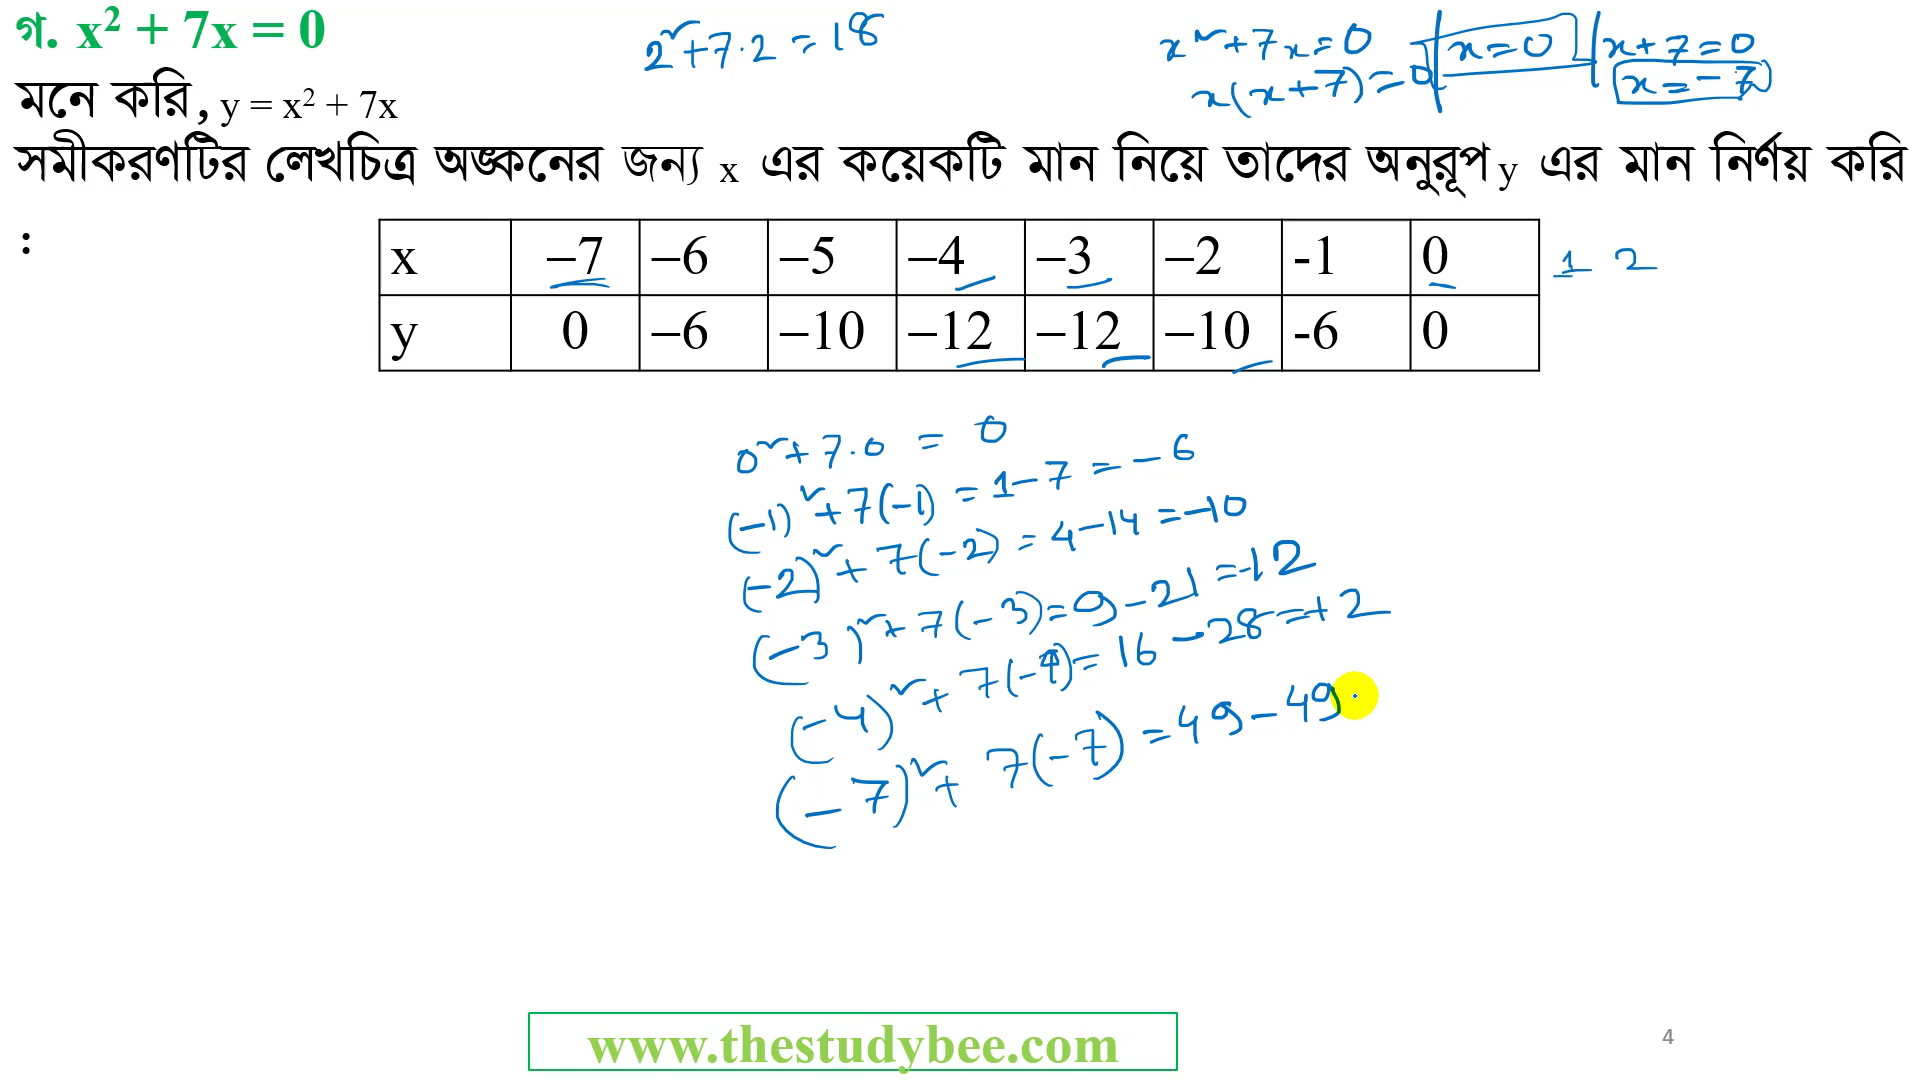 গ. x² + 7x = 0
2² + 7·2 = 18
x² + 7x = 0
x(x+7) = 0
x = 0
x + 7 = 0
x = -7
মনে করি, y = x² + 7x
সমীকরণটির লেখচিত্র অঙ্কনের জন্য x এর কয়েকটি মান নিয়ে তাদের অনুরূপ y এর মান নির্ণয় করি
:
x −7 −6 −5 −4 −3 −2 -1 0 1 2
y 0 −6 −10 −12 −12 −10 -6 0
0² + 7·0 = 0
(-1)² + 7(-1) = 1-7 = -6
(-2)² + 7(-2) = 4-14 = -10
(-3)² + 7(-3) = 9-21 = -12
(-4)² + 7(-4) = 16-28 = -12
(-7)² + 7(-7) = 49-49
www.thestudybee.com
4